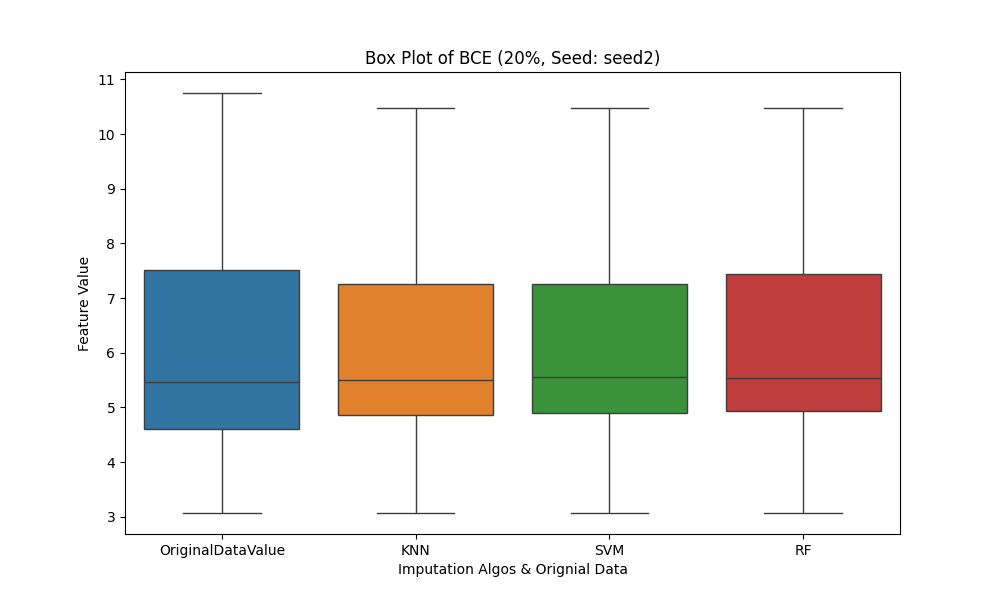 Box Plot of BCE (20%, Seed: seed2)
11
10
9
8
7
6
5
4
3
Feature Value
OriginalDataValue
KNN
SVM
RF
Imputation Algos & Orignial Data